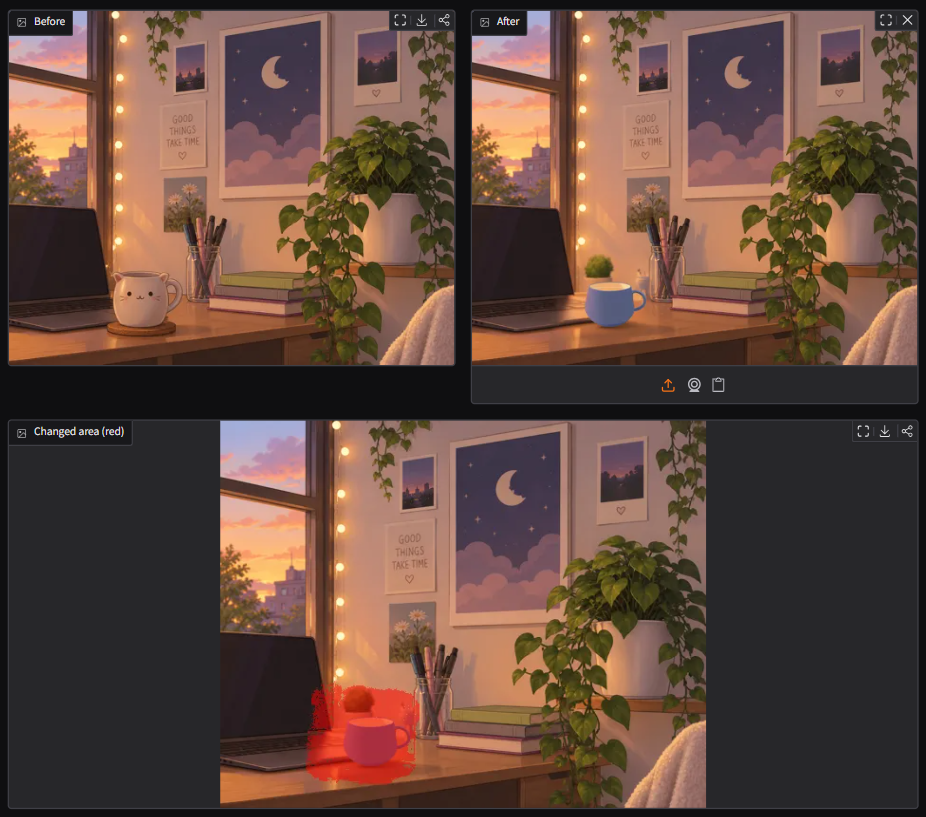 Before
After
GOOD
THINGS
TAKE TIME
GOOD
THINGS
TAKE TIME
Changed area (red)
GOOD
THINGS
TAKE TIME